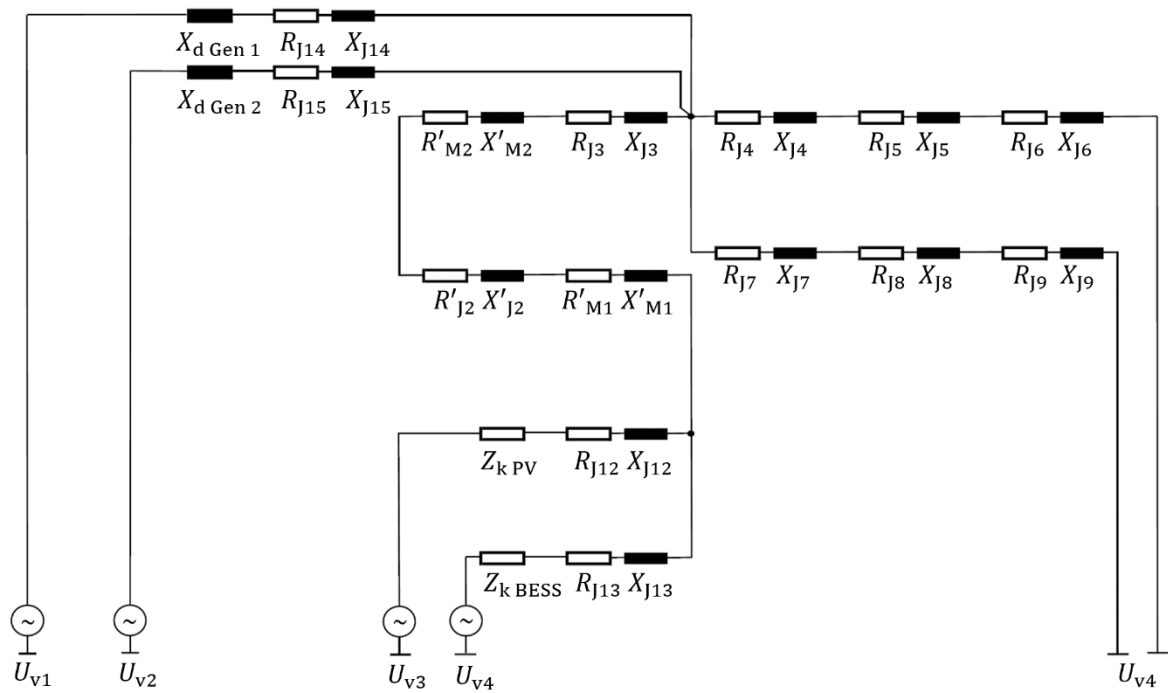 X_d Gen 1 R_J14 X_J14
X_d Gen 2 R_J15 X_J15
R'_M2 X'_M2 R_J3 X_J3 R_J4 X_J4 R_J5 X_J5 R_J6 X_J6
R_J7 X_J7 R_J8 X_J8 R_J9 X_J9
R'_J2 X'_J2 R'_M1 X'_M1
Z_k PV R_J12 X_J12
Z_k BESS R_J13 X_J13
~ ~ ~ ~
U_v1 U_v2 U_v3 U_v4 U_v4